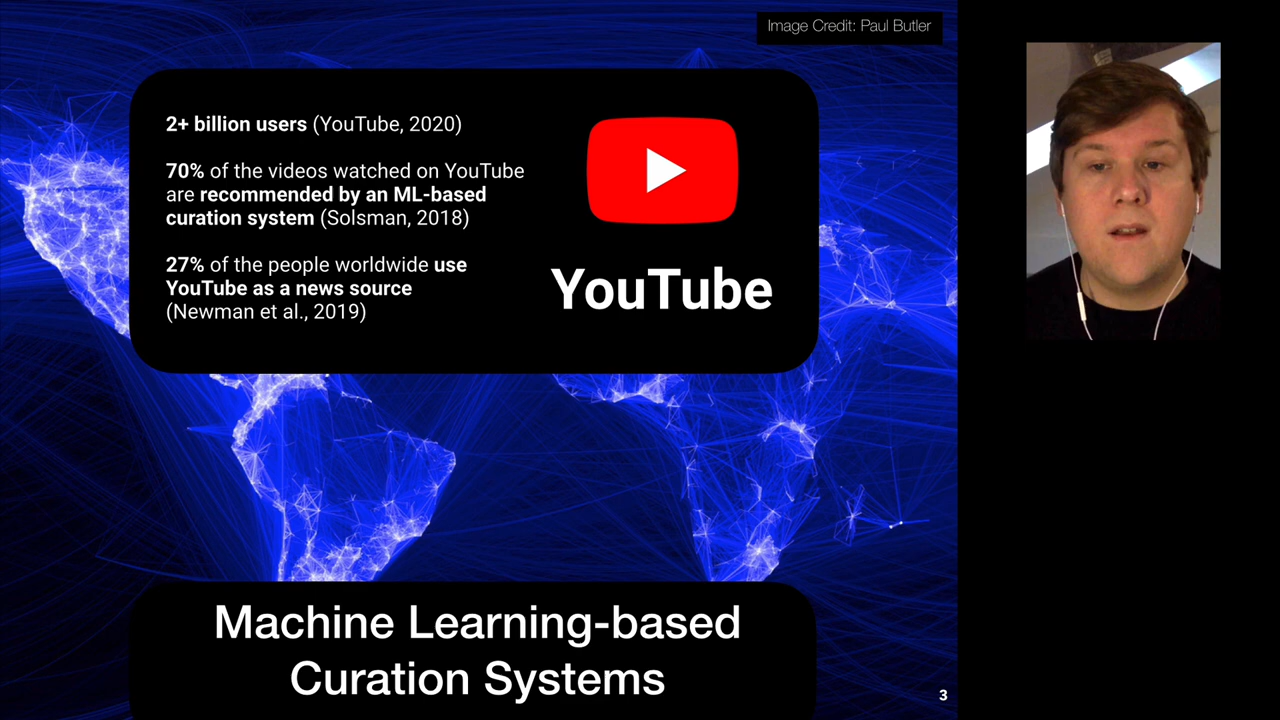 Image Credit: Paul Butler
2+ billion users (YouTube, 2020)
70% of the videos watched on YouTube
are recommended by an ML-based
curation system (Solsman, 2018)
27% of the people worldwide use
YouTube as a news source
(Newman et al., 2019)
YouTube
Machine Learning-based
Curation Systems
3